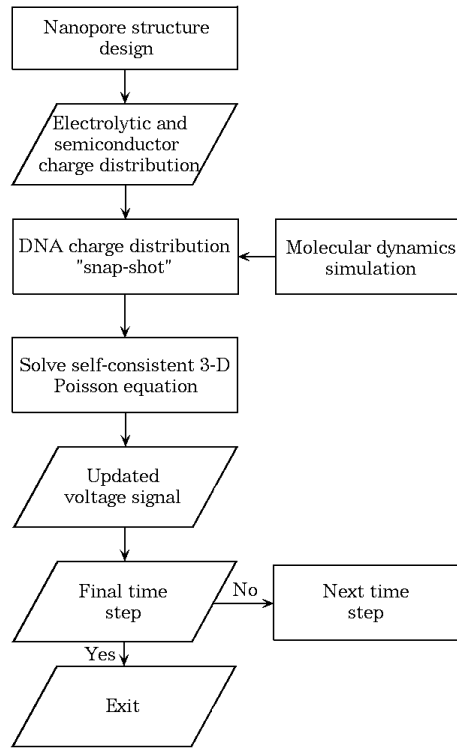 Nanopore structure
design
Electrolytic and
semiconductor
charge distribution
DNA charge distribution
"snap-shot"
Molecular dynamics
simulation
Solve self-consistent 3-D
Poisson equation
Updated
voltage signal
Final time
step
No
Next time
step
Yes
Exit